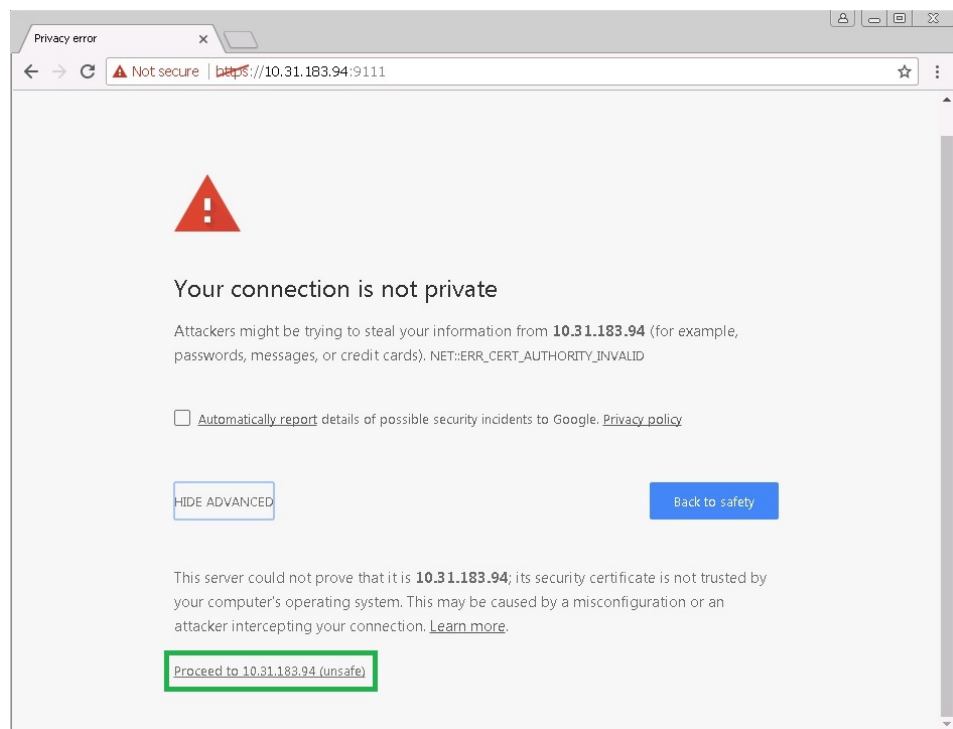 Privacy error
Not secure | https://10.31.183.94:9111
Your connection is not private
Attackers might be trying to steal your information from 10.31.183.94 (for example,
passwords, messages, or credit cards). NET::ERR_CERT_AUTHORITY_INVALID
Automatically report details of possible security incidents to Google. Privacy policy
HIDE ADVANCED
Back to safety
This server could not prove that it is 10.31.183.94; its security certificate is not trusted by
your computer's operating system. This may be caused by a misconfiguration or an
attacker intercepting your connection. Learn more.
Proceed to 10.31.183.94 (unsafe)